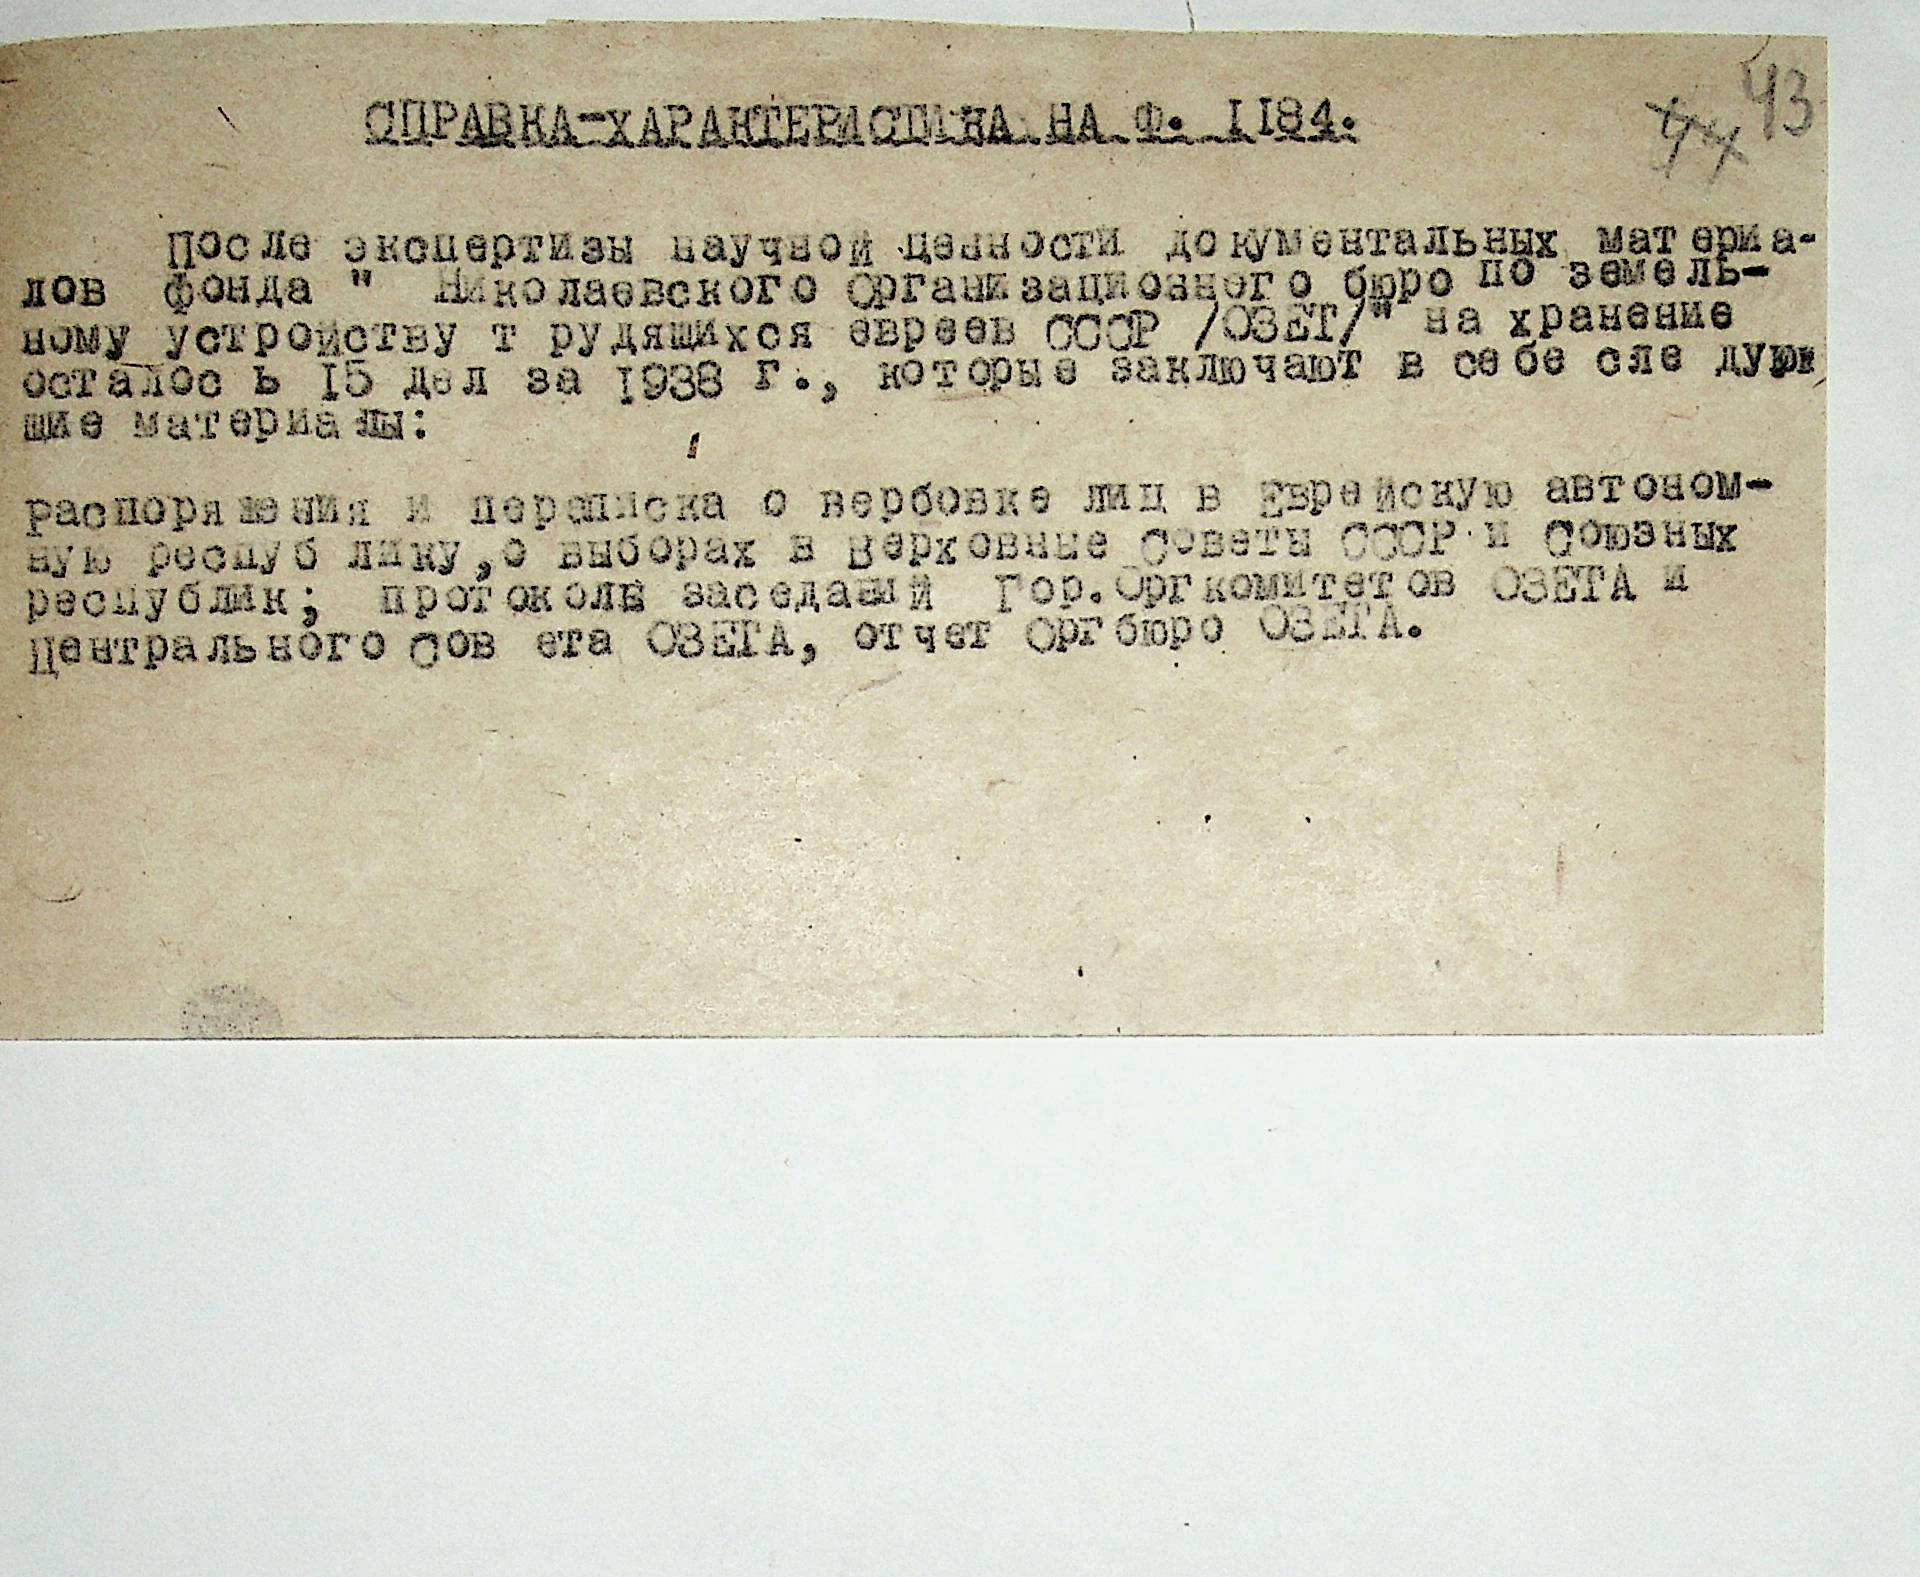 43
44
СПРАВКА-ХАРАКТЕРИСТИКА НА Ф. 1184.
После экспертизы научной ценности документальных материа-
лов фонда " Николаевского Организационного бюро по земель-
ному устройству трудящихся евреев СССР /ОЗЕТ/" на хранение
осталось 15 дел за 1938 г., которые заключают в себе следую
щие материалы:
распоряжения и переписка о вербовке лиц в Еврейскую автоном-
ную республику,о выборах в Верховные Советы СССР и Союзных
республик; протоколы заседаний Гор.Оргкомитетов ОЗЕТА и
Центрального Совета ОЗЕТА, отчет Оргбюро ОЗЕТА.